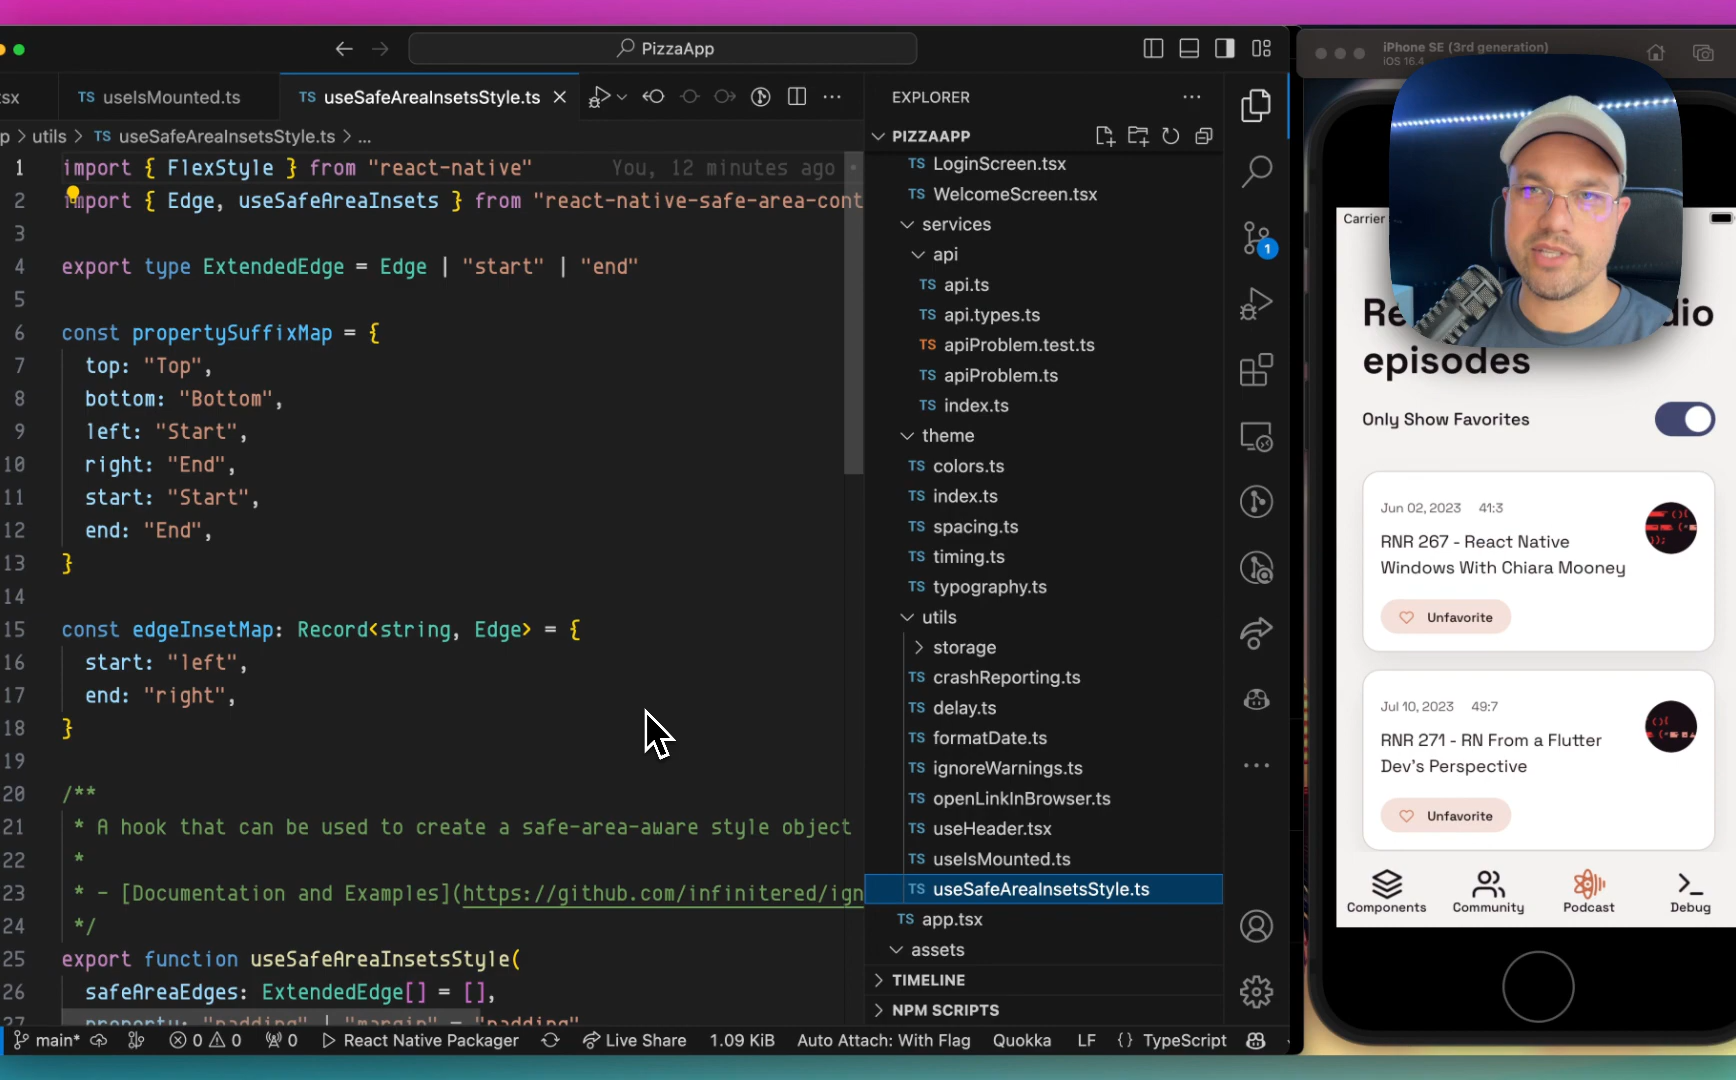 PizzaApp
iPhone SE (3rd generation)
iOS 16.4
sx
TS useIsMounted.ts
TS useSafeAreaInsetsStyle.ts
EXPLORER
p > utils > TS useSafeAreaInsetsStyle.ts > ...
PIZZAAPP
1 import { FlexStyle } from "react-native" You, 12 minutes ago •
2 import { Edge, useSafeAreaInsets } from "react-native-safe-area-cont
3
4 export type ExtendedEdge = Edge | "start" | "end"
5
6 const propertySuffixMap = {
7 top: "Top",
8 bottom: "Bottom",
9 left: "Start",
10 right: "End",
11 start: "Start",
12 end: "End",
13 }
14
15 const edgeInsetMap: Record<string, Edge> = {
16 start: "left",
17 end: "right",
18 }
19
20 /**
21 * A hook that can be used to create a safe-area-aware style object
22 *
23 * - [Documentation and Examples](https://github.com/infinitered/ign
24 */
25 export function useSafeAreaInsetsStyle(
26 safeAreaEdges: ExtendedEdge[] = [],
27 property: "padding" | "margin" = "padding",
LoginScreen.tsx
WelcomeScreen.tsx
services
api
TS api.ts
TS api.types.ts
TS apiProblem.test.ts
TS apiProblem.ts
TS index.ts
theme
TS colors.ts
TS index.ts
TS spacing.ts
TS timing.ts
TS typography.ts
utils
storage
TS crashReporting.ts
TS delay.ts
TS formatDate.ts
TS ignoreWarnings.ts
TS openLinkInBrowser.ts
TS useHeader.tsx
TS useIsMounted.ts
TS useSafeAreaInsetsStyle.ts
TS app.tsx
assets
TIMELINE
NPM SCRIPTS
1
Carrier
Re
dio
episodes
Only Show Favorites
Jun 02, 2023 41:3
RNR 267 - React Native
Windows With Chiara Mooney
Unfavorite
Jul 10, 2023 49:7
RNR 271 - RN From a Flutter
Dev's Perspective
Unfavorite
Components
Community
Podcast
Debug
main* 0 0 0 React Native Packager Live Share 1.09 KiB Auto Attach: With Flag Quokka LF {} TypeScript